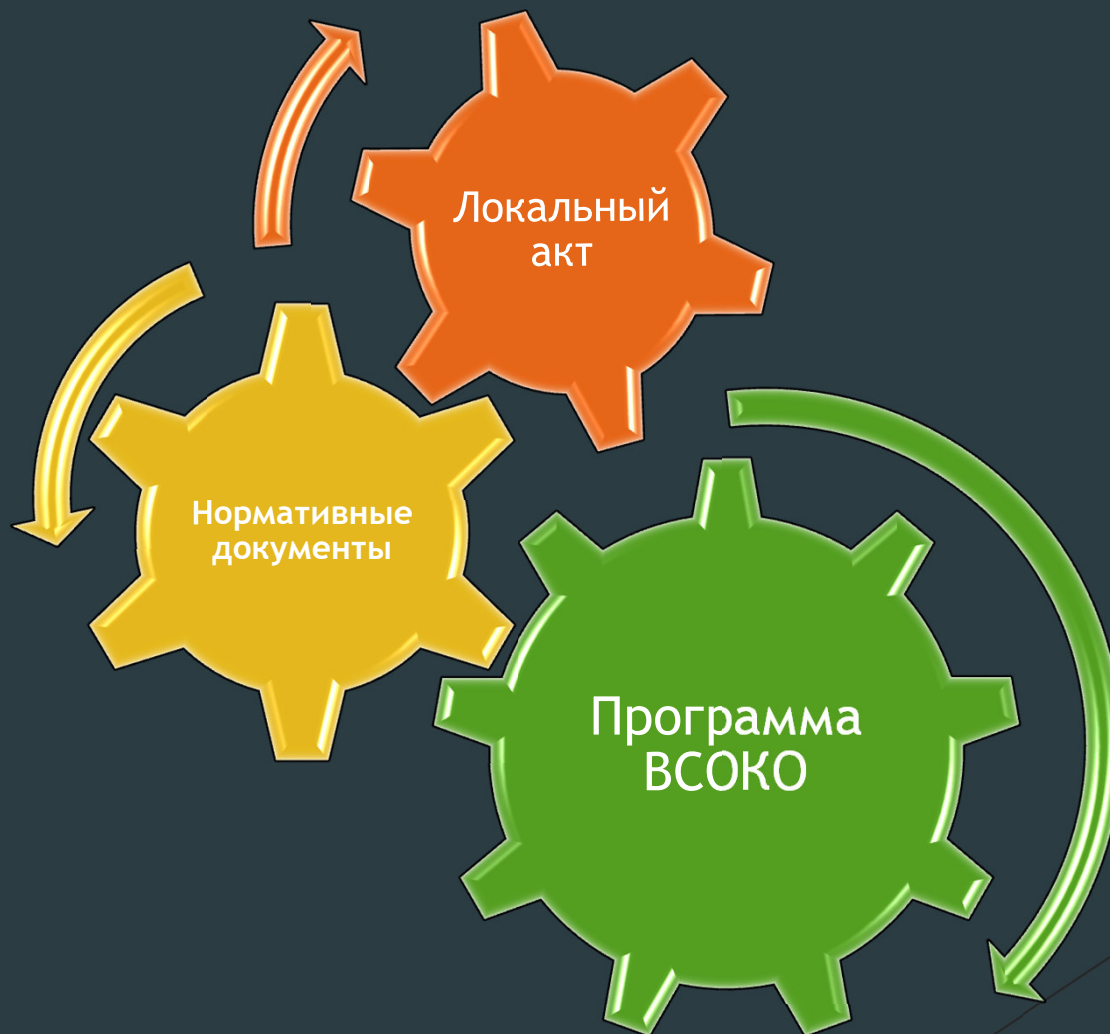 Локальный
акт
Нормативные
документы
Программа
ВСОКО